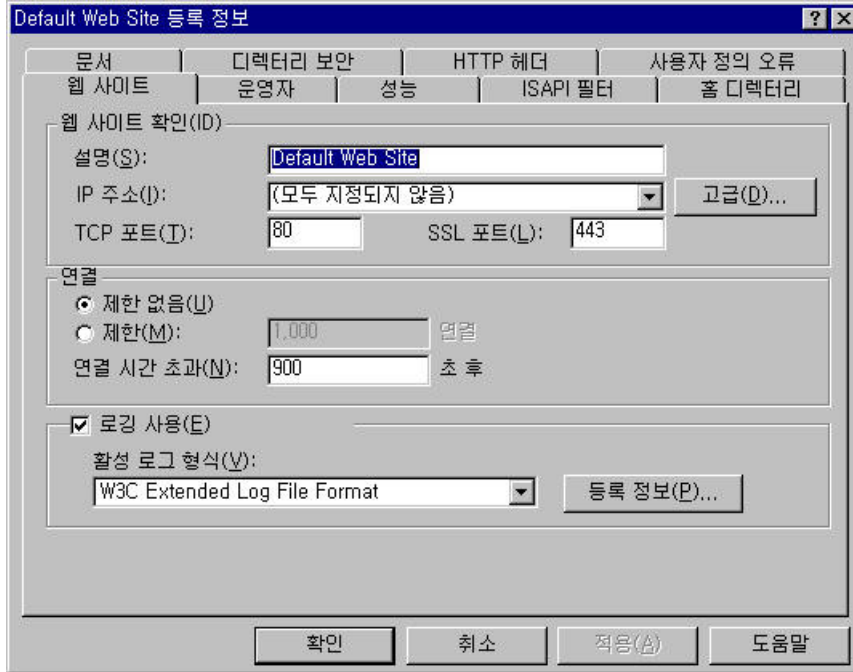 Default Web Site 등록 정보
문서 디렉터리 보안 HTTP 헤더 사용자 정의 오류
웹 사이트 운영자 성능 ISAPI 필터 홈 디렉터리
웹 사이트 확인(ID)
설명(S): Default Web Site
IP 주소(I): (모두 지정되지 않음) 고급(D)...
TCP 포트(T): 80 SSL 포트(L): 443
연결
제한 없음(U)
제한(M): 1,000 연결
연결 시간 초과(N): 900 초 후
로깅 사용(E)
활성 로그 형식(V):
W3C Extended Log File Format 등록 정보(P)...
확인 취소 적용(A) 도움말